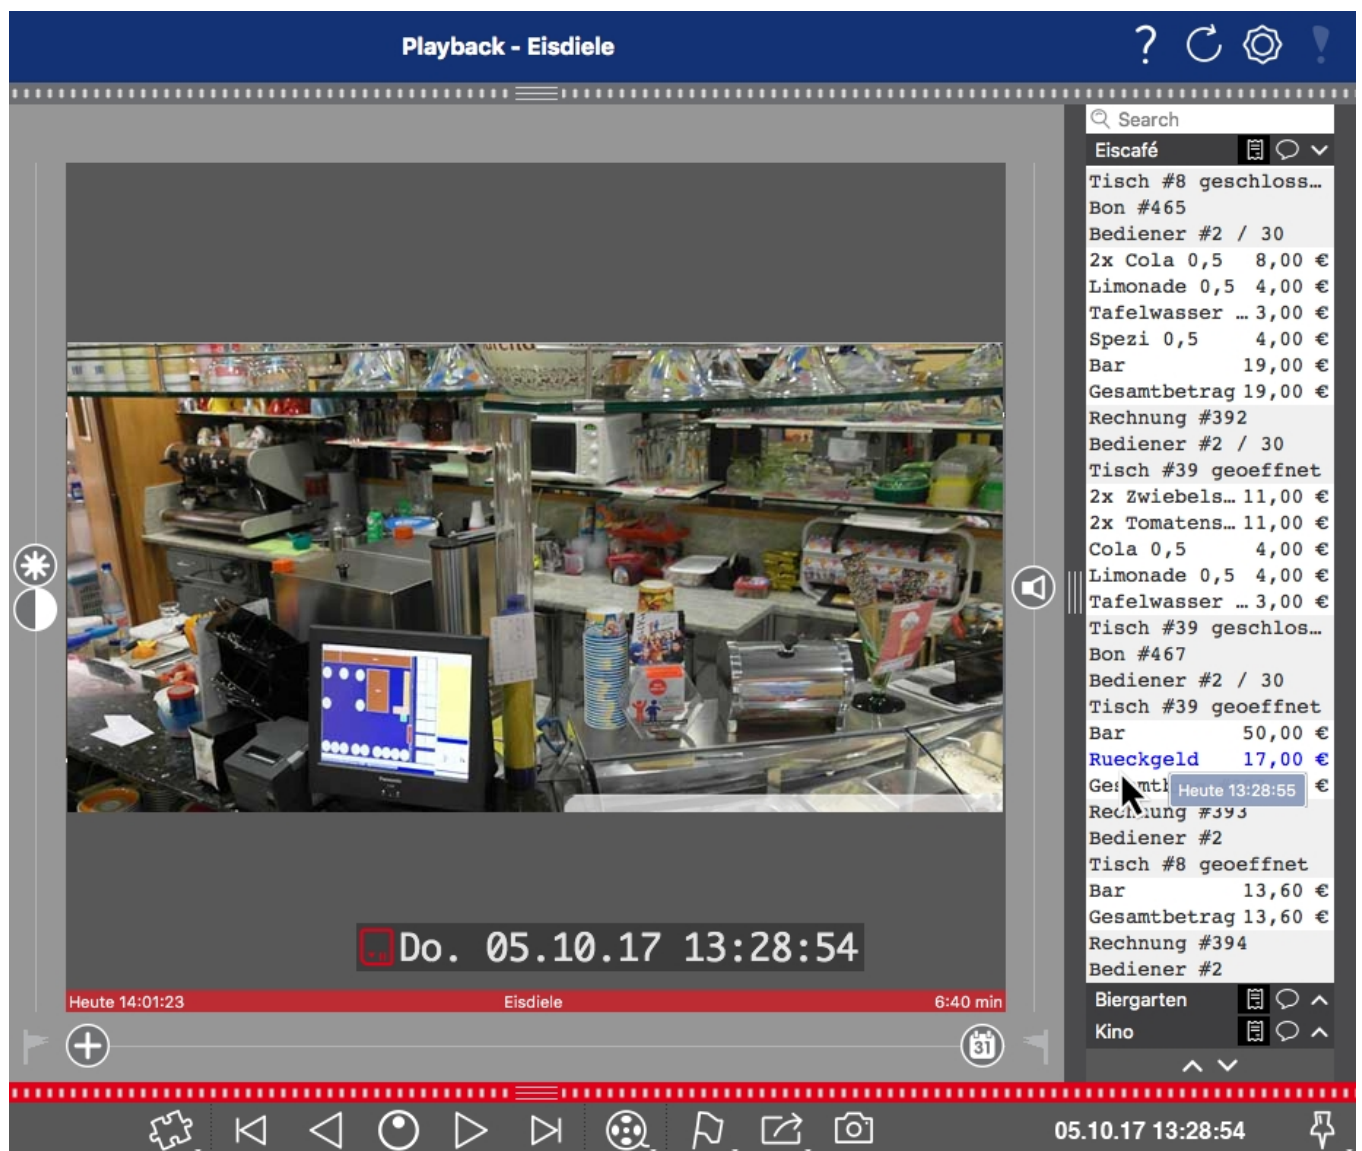 Playback - Eisdiele
Search
Eiscafé
Tisch #8 geschloss…
Bon #465
Bediener #2 / 30
2x Cola 0,5 8,00 €
Limonade 0,5 4,00 €
Tafelwasser … 3,00 €
Spezi 0,5 4,00 €
Bar 19,00 €
Gesamtbetrag 19,00 €
Rechnung #392
Bediener #2 / 30
Tisch #39 geoeffnet
2x Zwiebels… 11,00 €
2x Tomatens… 11,00 €
Cola 0,5 4,00 €
Limonade 0,5 4,00 €
Tafelwasser … 3,00 €
Tisch #39 geschlos…
Bon #467
Bediener #2 / 30
Tisch #39 geoeffnet
Bar 50,00 €
Rueckgeld 17,00 €
€
Heute 13:28:55
Rechnung #393
Bediener #2
Tisch #8 geoeffnet
Bar 13,60 €
Gesamtbetrag 13,60 €
Rechnung #394
Bediener #2
Biergarten
Kino
Do. 05.10.17 13:28:54
Heute 14:01:23 Eisdiele 6:40 min
31
05.10.17 13:28:54